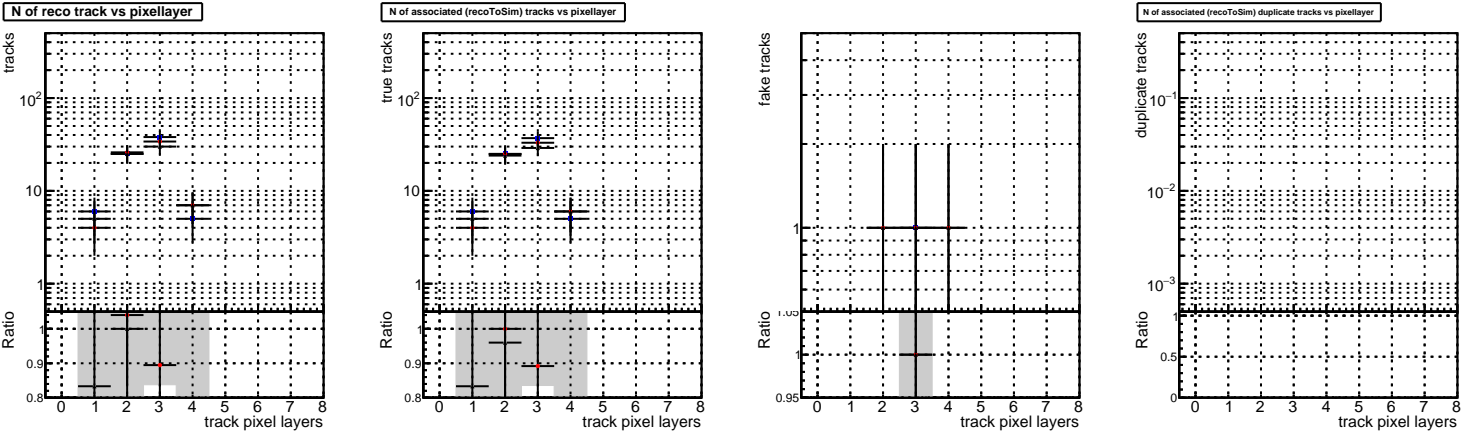 N of reco track vs pixellayer
tracks
10²
10
1
Ratio
1
0.9
0.8
0 1 2 3 4 5 6 7 8
track pixel layers
N of associated (recoToSim) tracks vs pixellayer
true tracks
10²
10
1
Ratio
1
0.9
0.8
0 1 2 3 4 5 6 7 8
track pixel layers
fake tracks
1
Ratio
1.05
1
0.95
0 1 2 3 4 5 6 7 8
track pixel layers
N of associated (recoToSim) duplicate tracks vs pixellayer
duplicate tracks
10⁻¹
10⁻²
10⁻³
Ratio
1
0.5
0
0 1 2 3 4 5 6 7 8
track pixel layers